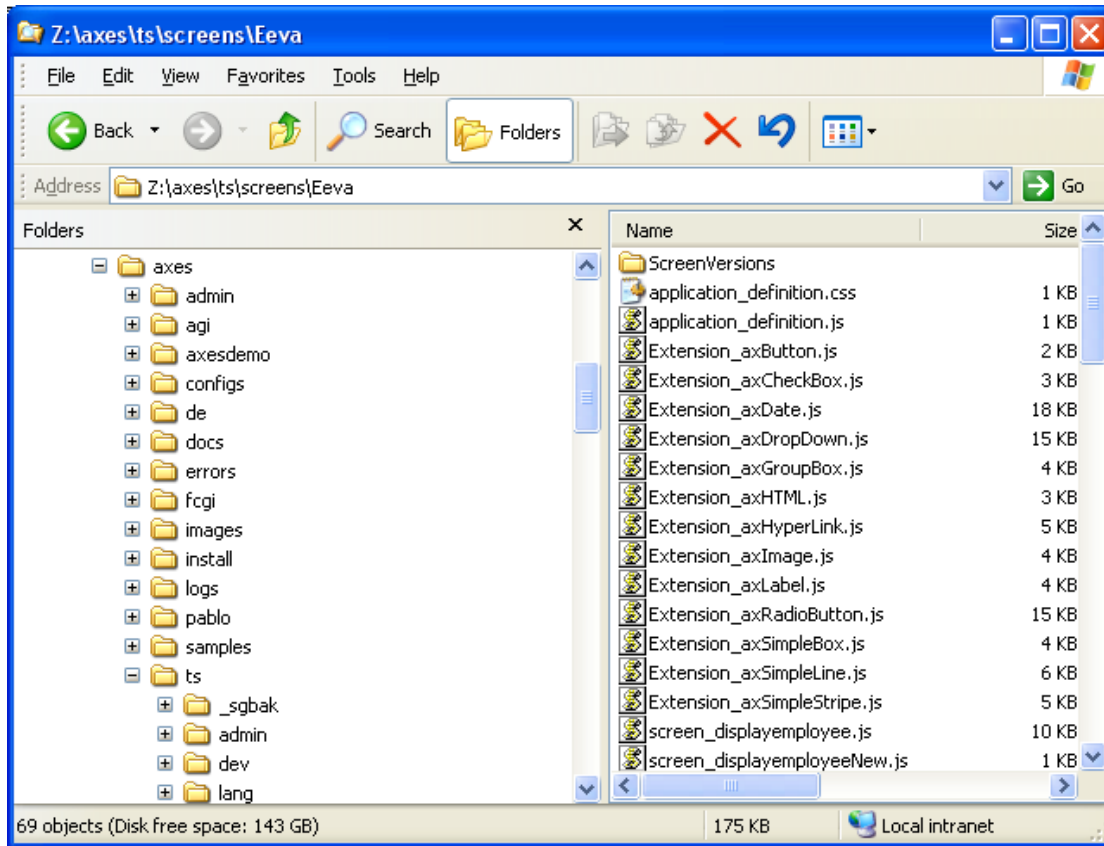 Z:\axes\ts\screens\Eeva
File Edit View Favorites Tools Help
Back Search Folders
Address Z:\axes\ts\screens\Eeva Go
Folders
axes
admin
agi
axesdemo
configs
de
docs
errors
fcgi
images
install
logs
pablo
samples
ts
_sgbak
admin
dev
lang
Name Size
ScreenVersions
application_definition.css 1 KB
application_definition.js 1 KB
Extension_axButton.js 2 KB
Extension_axCheckBox.js 3 KB
Extension_axDate.js 18 KB
Extension_axDropDown.js 15 KB
Extension_axGroupBox.js 4 KB
Extension_axHTML.js 3 KB
Extension_axHyperLink.js 5 KB
Extension_axImage.js 4 KB
Extension_axLabel.js 4 KB
Extension_axRadioButton.js 15 KB
Extension_axSimpleBox.js 4 KB
Extension_axSimpleLine.js 6 KB
Extension_axSimpleStripe.js 5 KB
screen_displayemployee.js 10 KB
screen_displayemployeeNew.js 1 KB
69 objects (Disk free space: 143 GB) 175 KB Local intranet